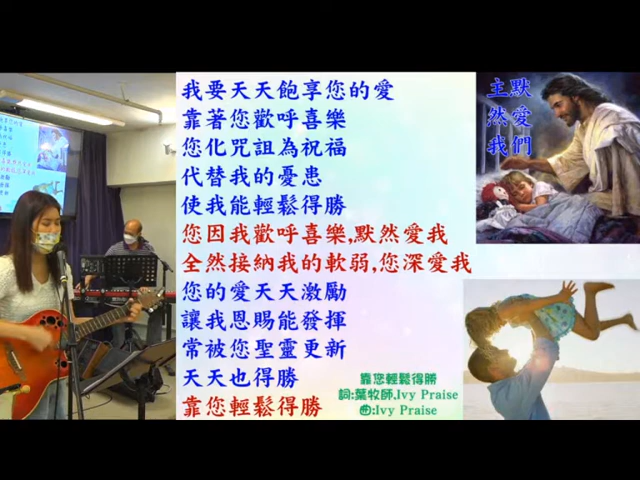 我要天天飽享您的愛
靠著您歡呼喜樂
您化咒詛為祝福
代替我的憂患
使我能輕鬆得勝
您因我歡呼喜樂,默然愛我
全然接納我的軟弱,您深愛我
您的愛天天激勵
讓我恩賜能發揮
常被您聖靈更新
天天也得勝
靠您輕鬆得勝
靠您輕鬆得勝
詞:葉牧師.Ivy Praise
曲:Ivy Praise
主默
然愛
我們